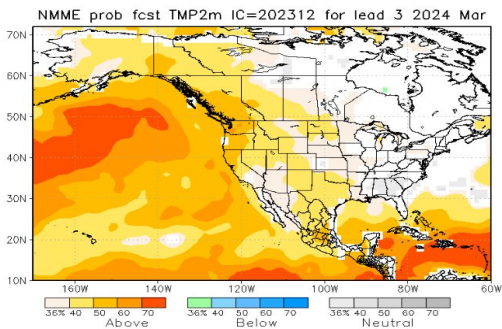 NMME prob fcst TMP2m IC=202312 for lead 3 2024 Mar
70N
60N
50N
40N
30N
20N
10N
160W 140W 120W 100W 80W 60W
36% 40 50 60 70 36% 40 50 60 70 36% 40 50 60 70
Above Below Neutral